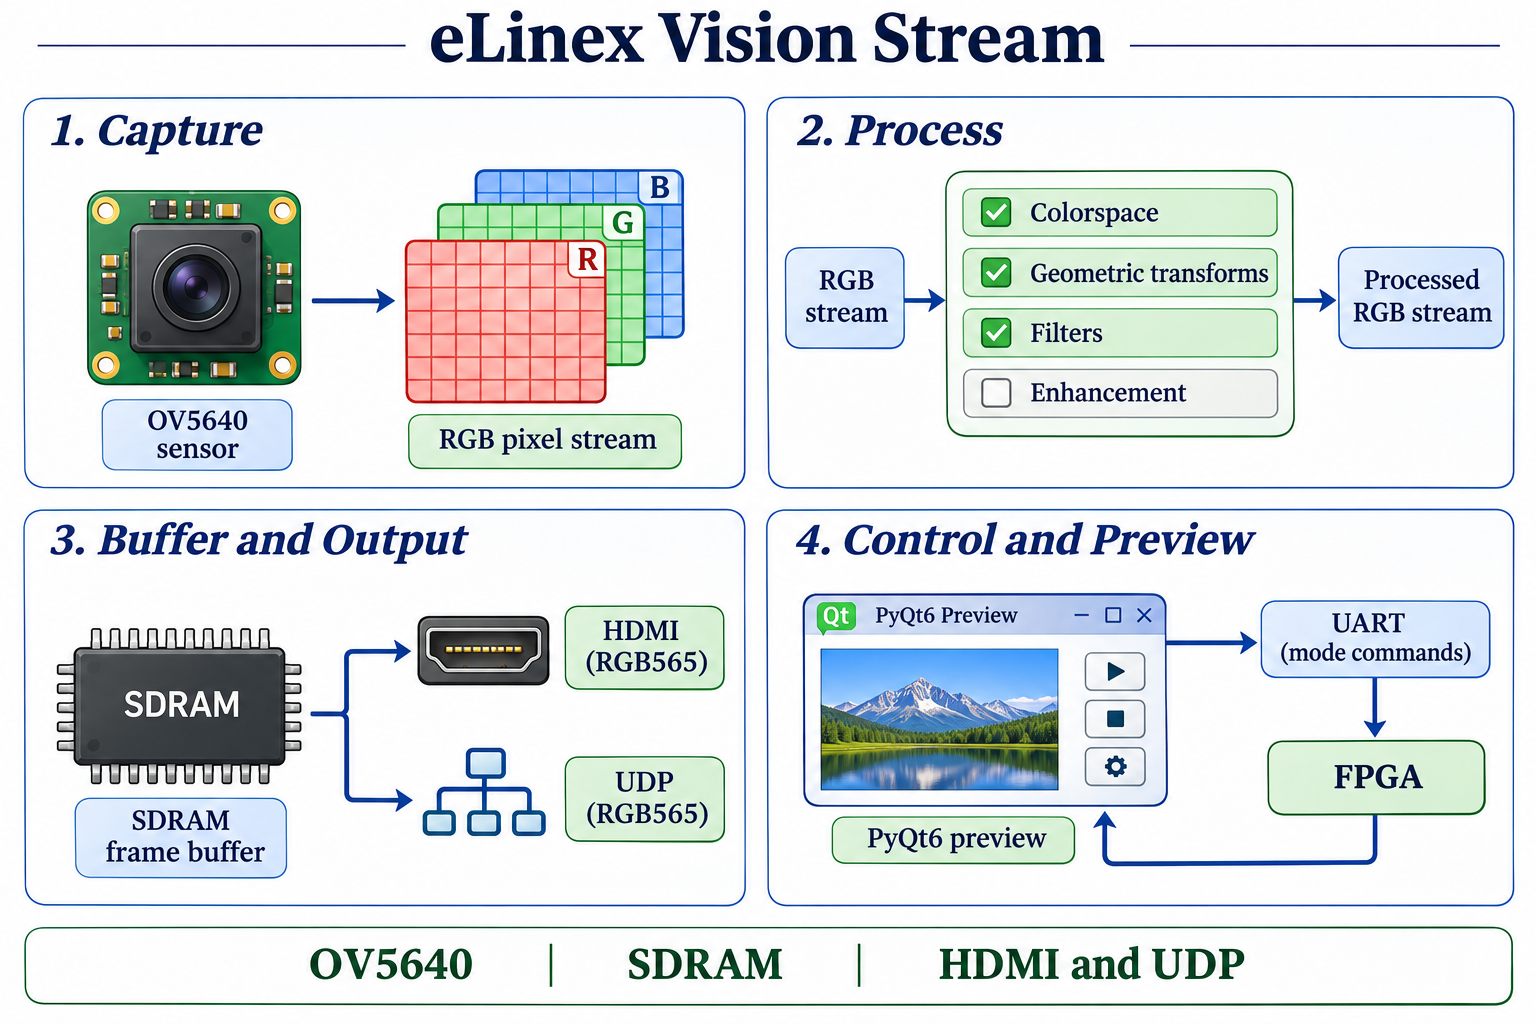 eLinex Vision Stream
1. Capture
B
G
R
OV5640
sensor
RGB pixel stream
2. Process
RGB
stream
Colorspace
Geometric transforms
Filters
Enhancement
Processed
RGB stream
3. Buffer and Output
SDRAM
SDRAM
frame buffer
HDMI
(RGB565)
UDP
(RGB565)
4. Control and Preview
Qt PyQt6 Preview
PyQt6 preview
UART
(mode commands)
FPGA
OV5640 | SDRAM | HDMI and UDP